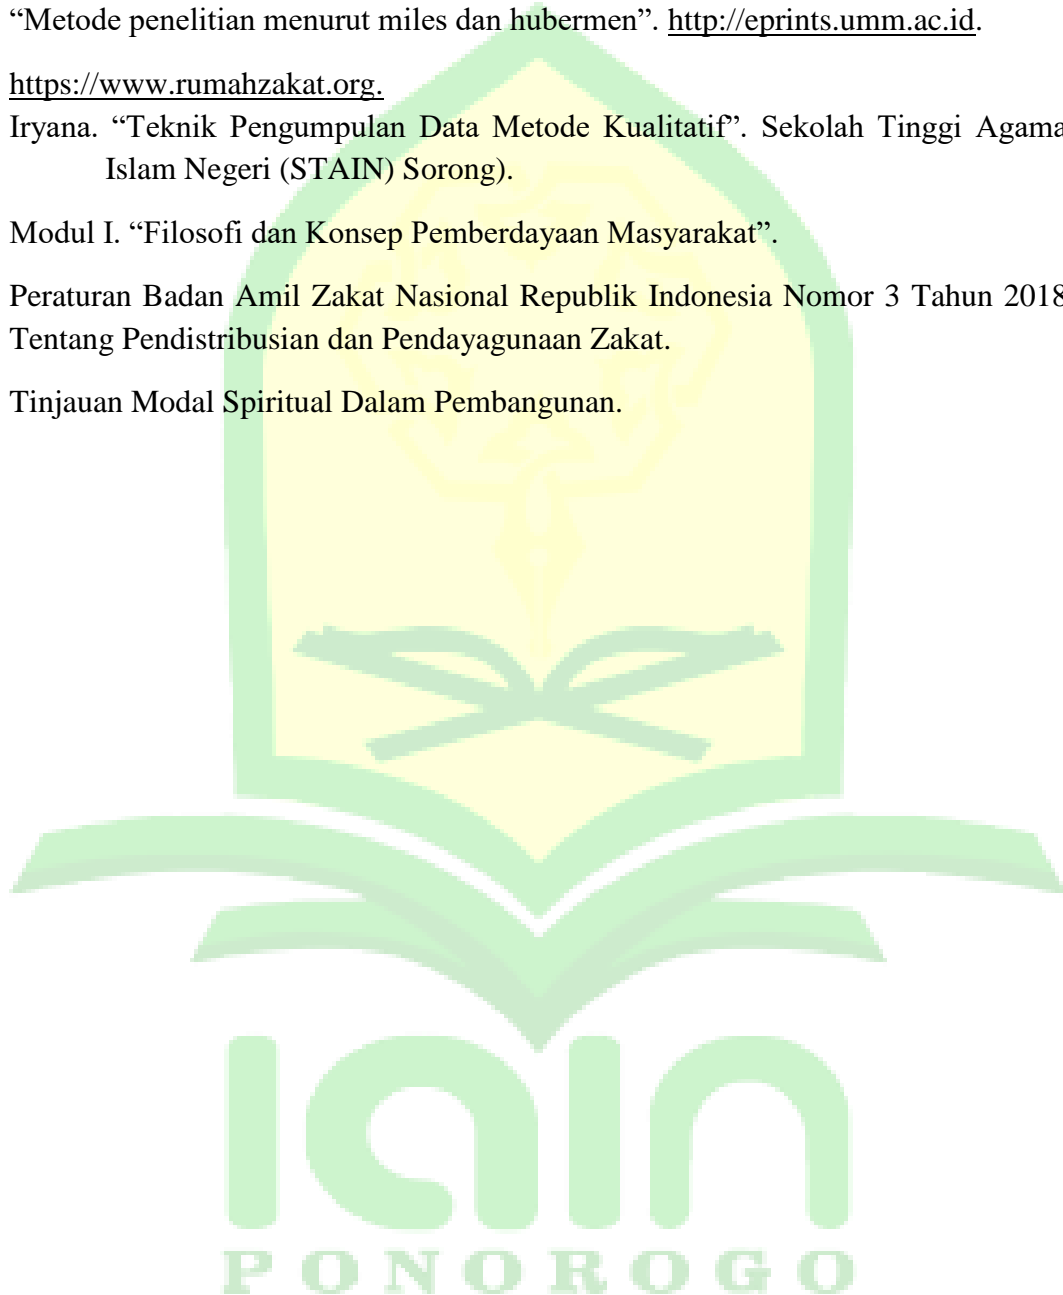 “Metode penelitian menurut miles dan hubermen”. http://eprints.umm.ac.id.
https://www.rumahzakat.org.
Iryana. “Teknik Pengumpulan Data Metode Kualitatif”. Sekolah Tinggi Agama
Islam Negeri (STAIN) Sorong).
Modul I. “Filosofi dan Konsep Pemberdayaan Masyarakat”.
Peraturan Badan Amil Zakat Nasional Republik Indonesia Nomor 3 Tahun 2018
Tentang Pendistribusian dan Pendayagunaan Zakat.
Tinjauan Modal Spiritual Dalam Pembangunan.
iain
PONOROGO